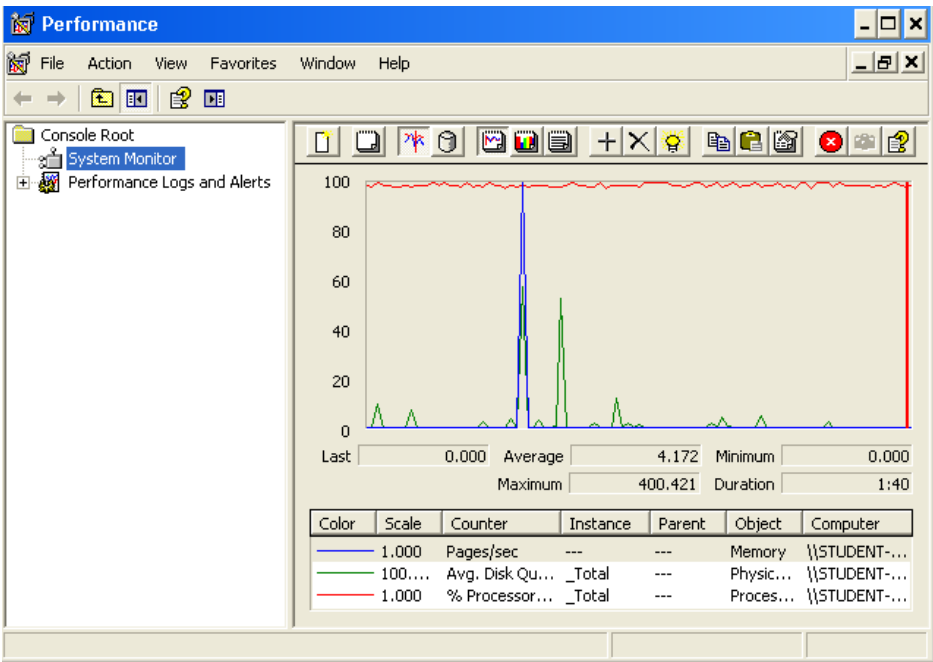 Performance
File Action View Favorites Window Help
Console Root
System Monitor
Performance Logs and Alerts
100
80
60
40
20
0
Last 0.000 Average 4.172 Minimum 0.000
Maximum 400.421 Duration 1:40
Color Scale Counter Instance Parent Object Computer
1.000 Pages/sec --- --- Memory \\STUDENT-...
100.... Avg. Disk Qu... _Total --- Physic... \\STUDENT-...
1.000 % Processor... _Total --- Proces... \\STUDENT-...